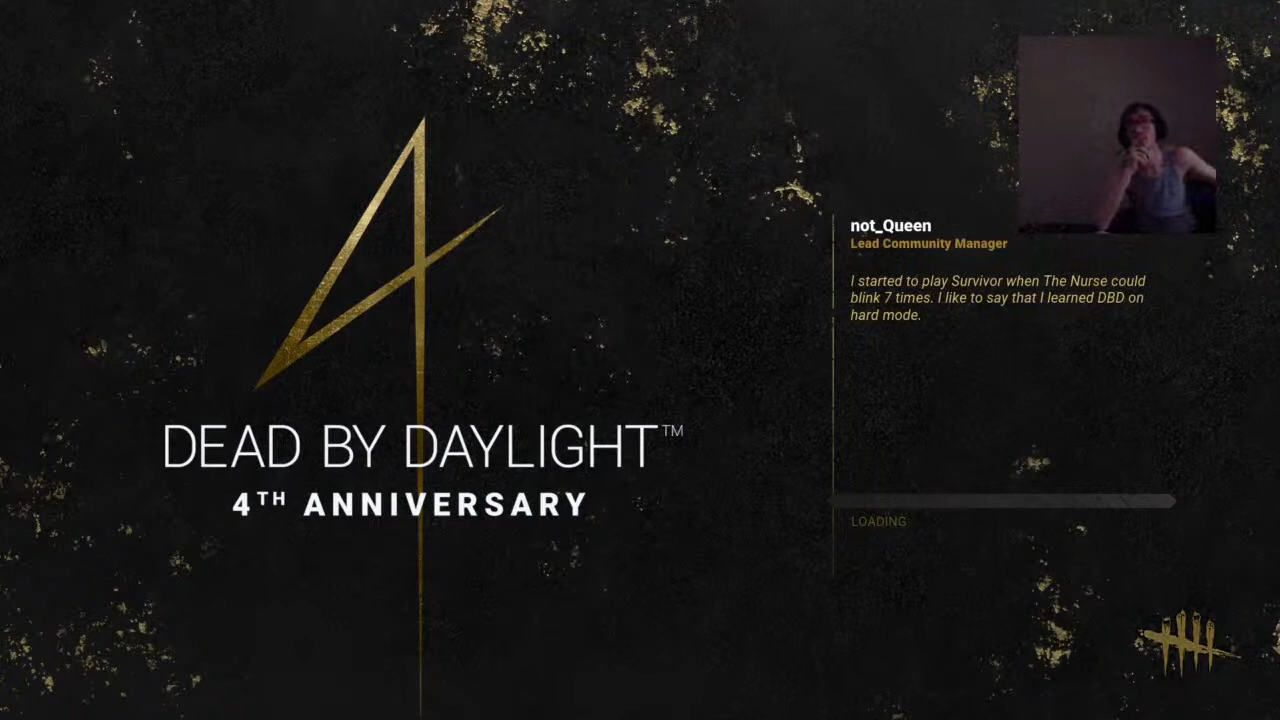 not_Queen
Lead Community Manager
I started to play Survivor when The Nurse could
blink 7 times. I like to say that I learned DBD on
hard mode.
DEAD BY DAYLIGHT™
4TH ANNIVERSARY
LOADING